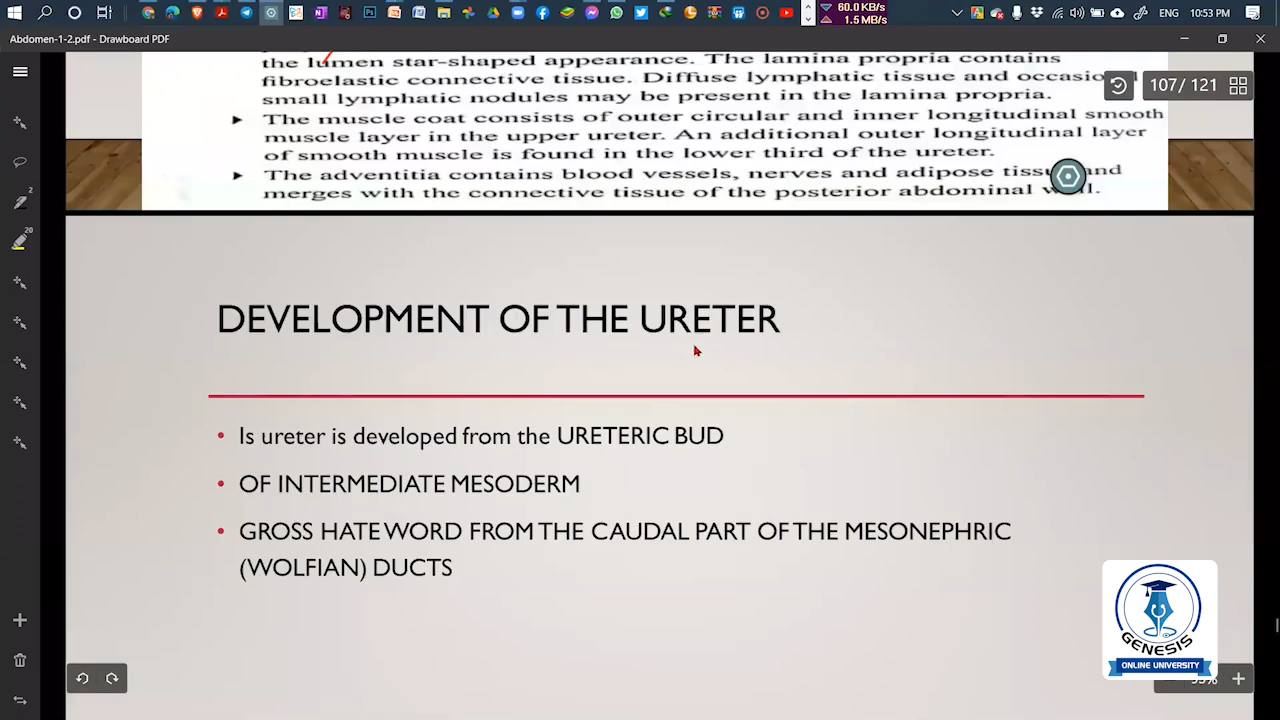 ENG 10:53 PM
60.0 KB/s
1.5 MB/s
Abdomen-1-2.pdf - Drawboard PDF
107 / 121
the lumen star-shaped appearance. The lamina propria contains
fibroelastic connective tissue. Diffuse lymphatic tissue and
small lymphatic nodules may be present in the lamina propria.
The muscle coat consists of outer circular and inner longitudinal smooth
muscle layer in the upper ureter. An additional outer longitudinal layer
of smooth muscle is found in the lower third of the ureter.
The adventitia contains blood vessels, nerves and adipose and
merges with the connective tissue of the posterior abdominal
2
20
DEVELOPMENT OF THE URETER
• Is ureter is developed from the URETERIC BUD
• OF INTERMEDIATE MESODERM
• GROSS HATE WORD FROM THE CAUDAL PART OF THE MESONEPHRIC
(WOLFIAN) DUCTS
GENESIS
ONLINE UNIVERSITY